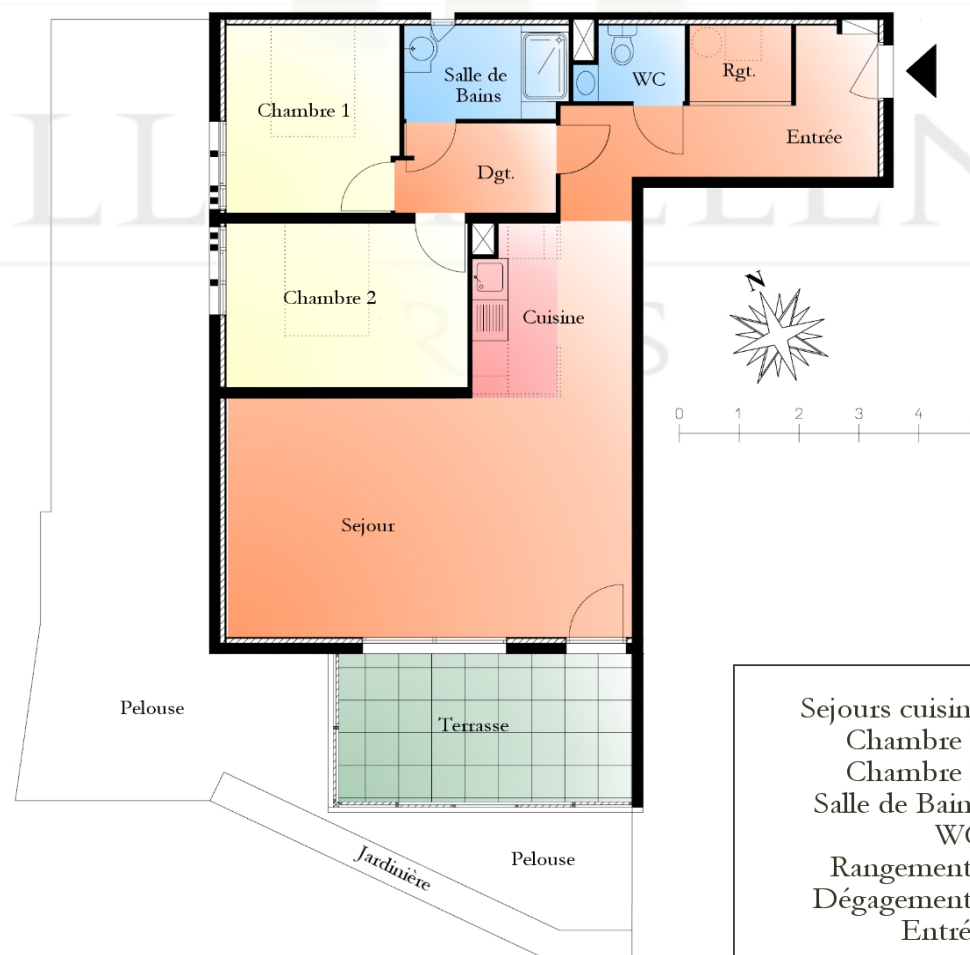 Salle de
Bains
WC
Rgt.
Chambre 1
Entrée
Dgt.
Chambre 2
Cuisine
N
0 1 2 3 4
Sejour
Pelouse
Terrasse
Jardinière
Pelouse
Sejours cuisin
Chambre
Chambre
Salle de Bain
WC
Rangement
Dégagement
Entré